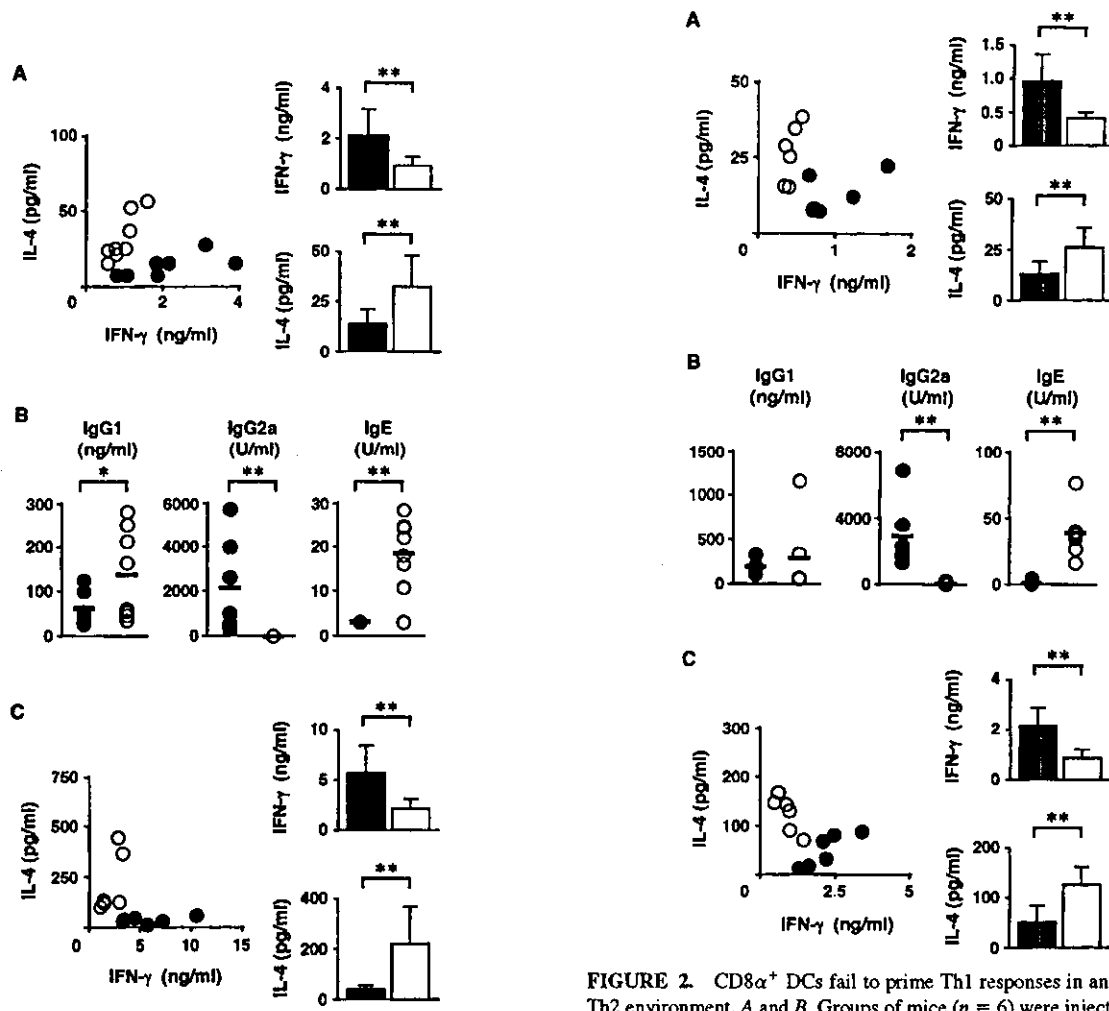 A
IL-4 (pg/ml)
100
50
0
0 2 4
IFN-γ (ng/ml)
**
IFN-γ (ng/ml)
4
2
0
**
IL-4 (pg/ml)
50
25
0
B
IgG1
(ng/ml)
*
300
200
100
0
IgG2a
(U/ml)
**
6000
4000
2000
0
IgE
(U/ml)
**
30
20
10
0
C
IL-4 (pg/ml)
750
500
250
0 5 10 15
IFN-γ (ng/ml)
**
IFN-γ (ng/ml)
10
5
0
**
IL-4 (pg/ml)
400
200
0
A
IL-4 (pg/ml)
50
25
0 1 2
IFN-γ (ng/ml)
**
IFN-γ (ng/ml)
1.5
1.0
0.5
0
**
IL-4 (pg/ml)
50
25
0
B
IgG1
(ng/ml)
1500
1000
500
0
IgG2a
(U/ml)
**
8000
4000
0
IgE
(U/ml)
**
100
50
0
C
IL-4 (pg/ml)
300
200
100
0 2.5 5
IFN-γ (ng/ml)
**
IFN-γ (ng/ml)
4
2
0
**
IL-4 (pg/ml)
200
100
0
FIGURE 2. CD8α⁺ DCs fail to prime Th1 responses in an
Th2 environment. A and B, Groups of mice (n = 6) were inject